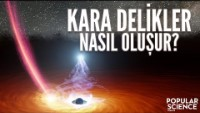 KARA DELİKLER
NASIL OLUŞUR?
POPULAR
SCIENCE